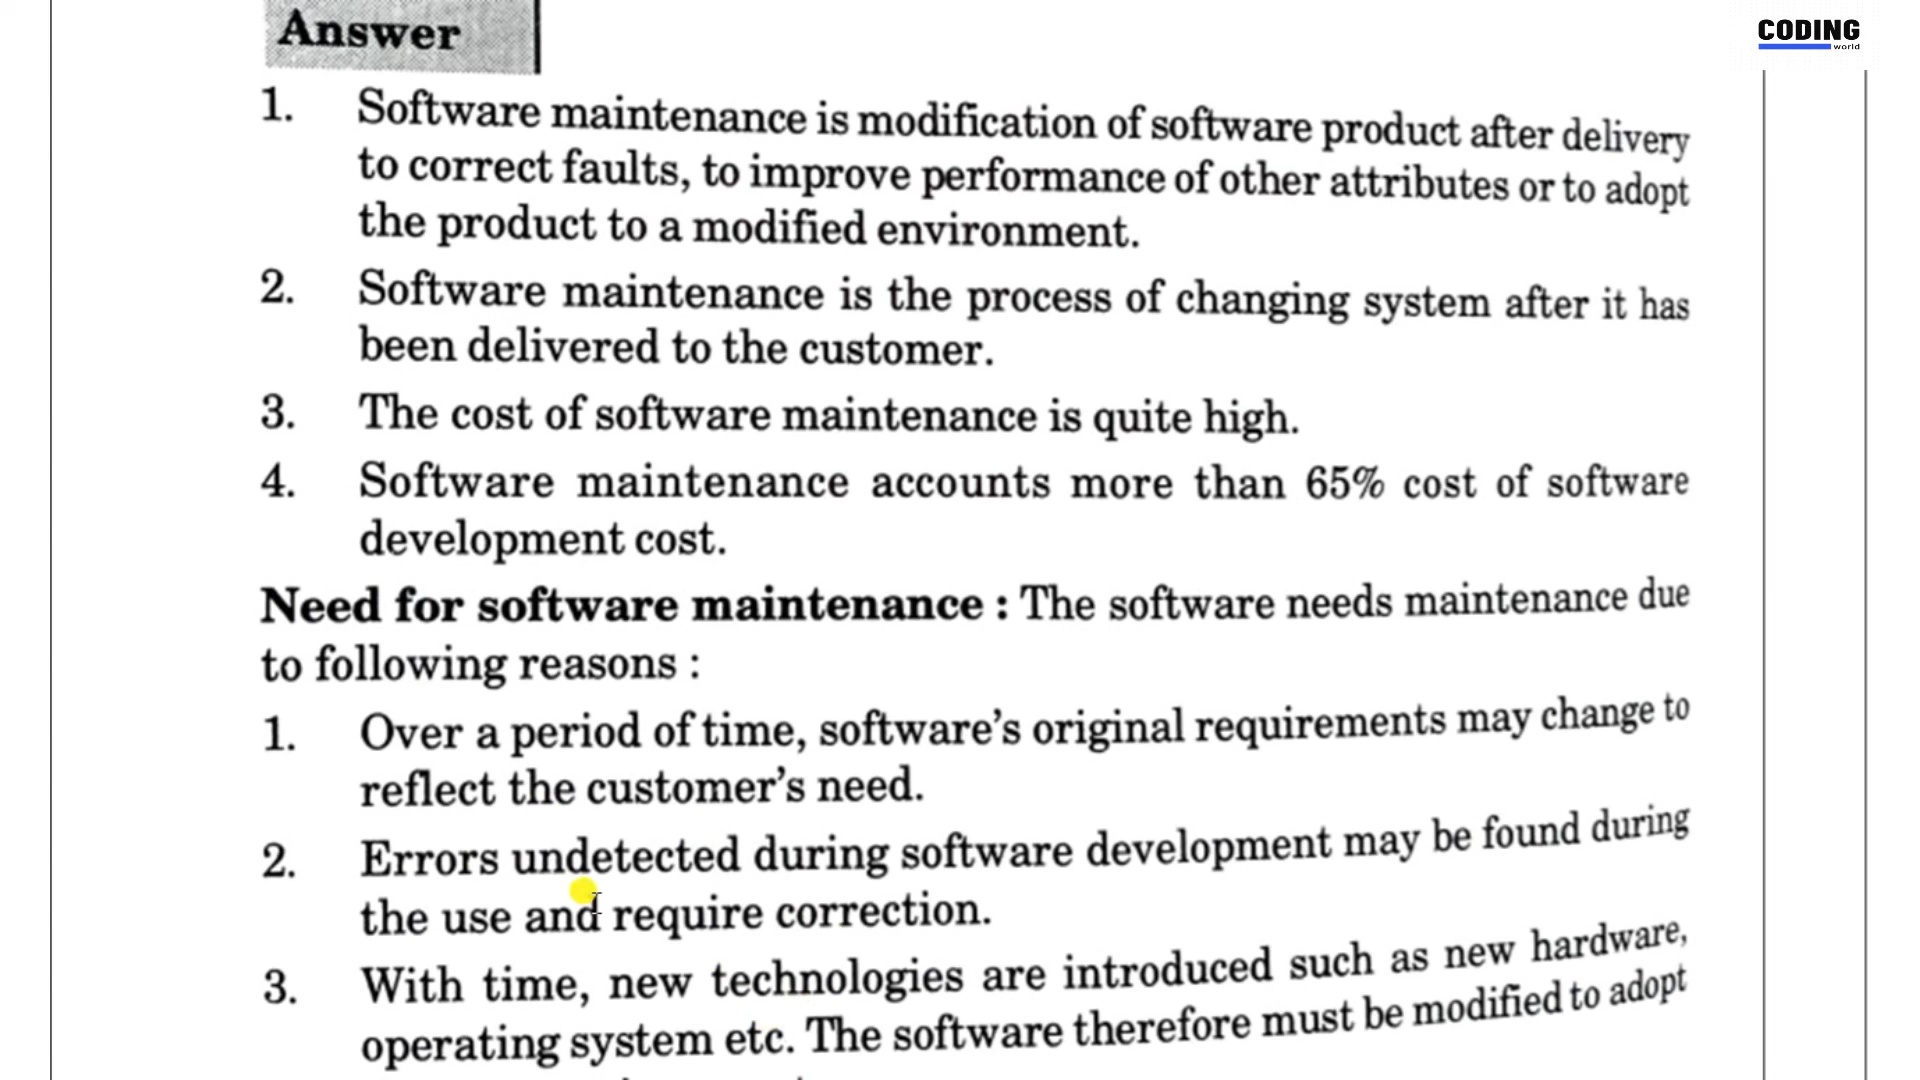 Answer
CODING
world
1. Software maintenance is modification of software product after delivery
to correct faults, to improve performance of other attributes or to adopt
the product to a modified environment.
2. Software maintenance is the process of changing system after it has
been delivered to the customer.
3. The cost of software maintenance is quite high.
4. Software maintenance accounts more than 65% cost of software
development cost.
Need for software maintenance : The software needs maintenance due
to following reasons :
1. Over a period of time, software's original requirements may change to
reflect the customer's need.
2. Errors undetected during software development may be found during
the use and require correction.
3. With time, new technologies are introduced such as new hardware,
operating system etc. The software therefore must be modified to adopt